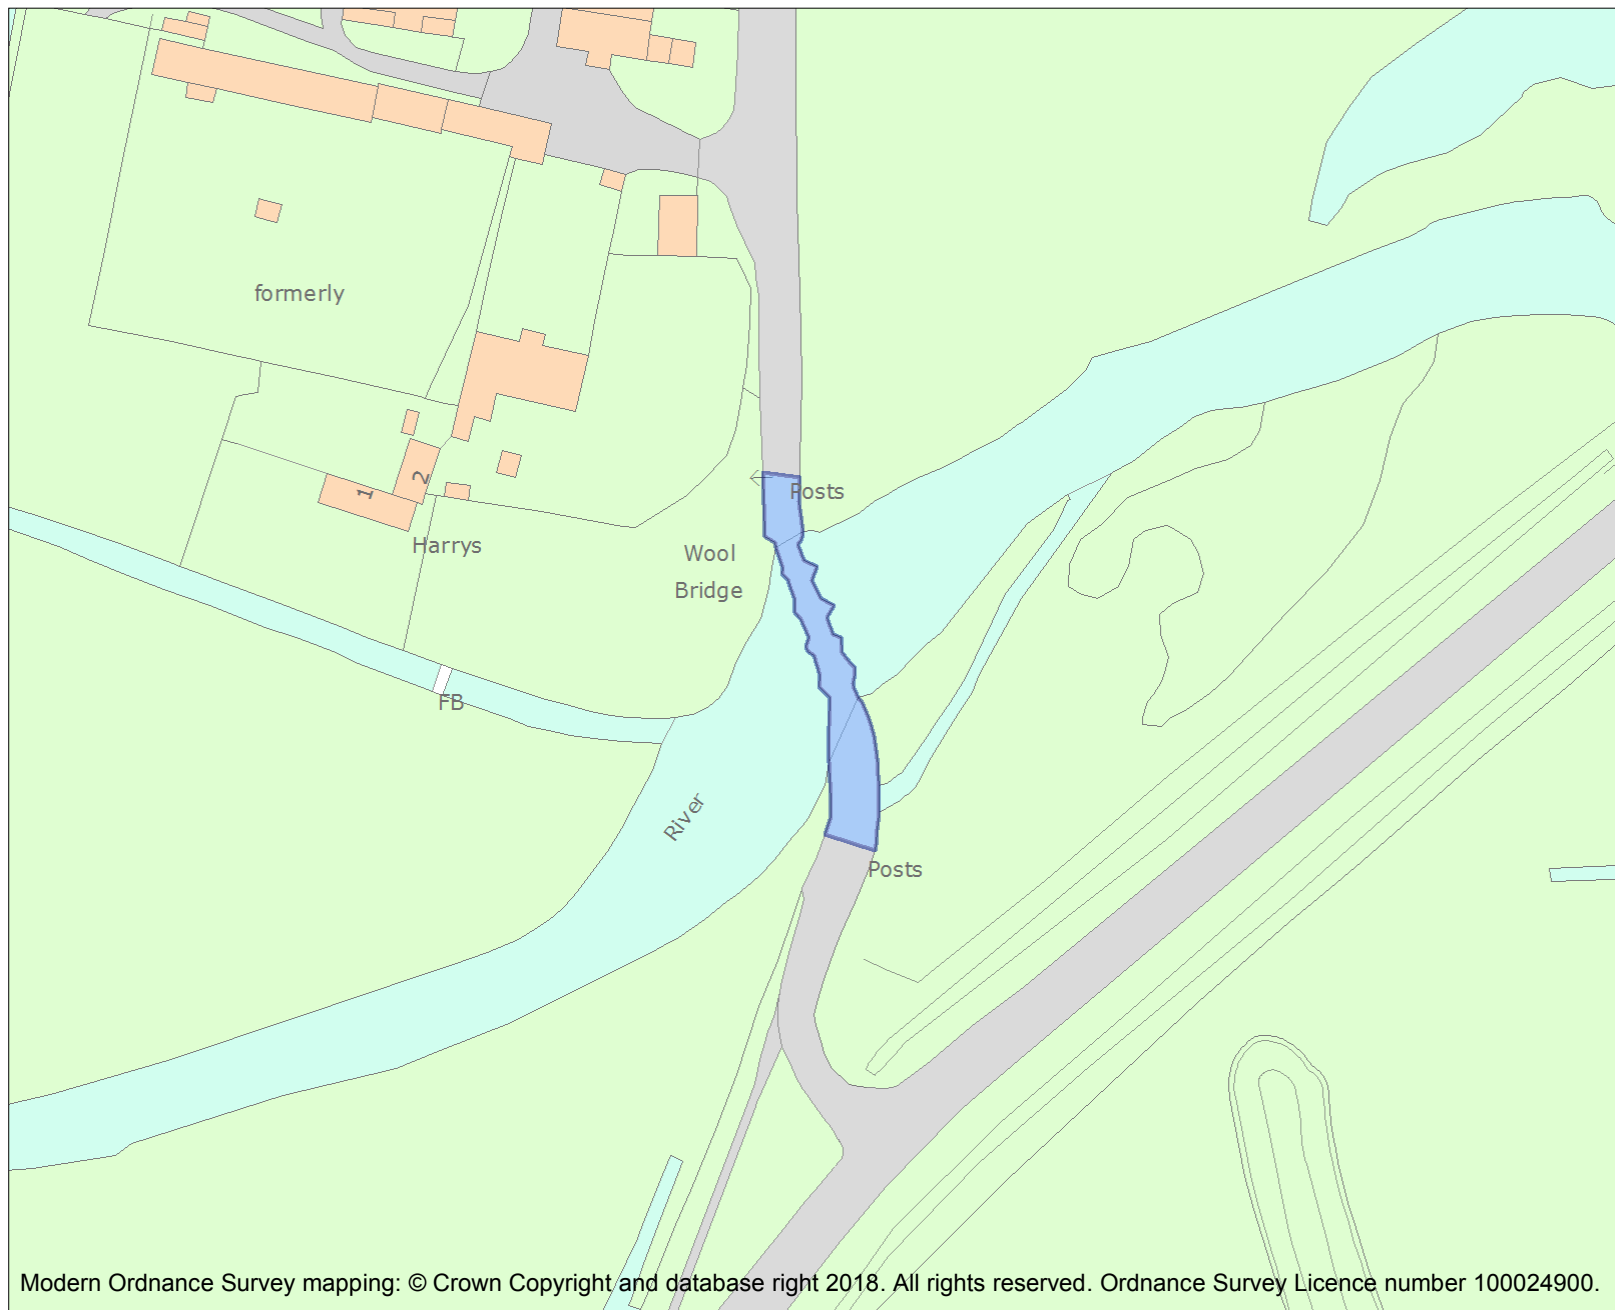 formerly
1
2
Posts
Harrys
Wool
Bridge
FB
River
Posts
Modern Ordnance Survey mapping: © Crown Copyright and database right 2018. All rights reserved. Ordnance Survey Licence number 100024900.